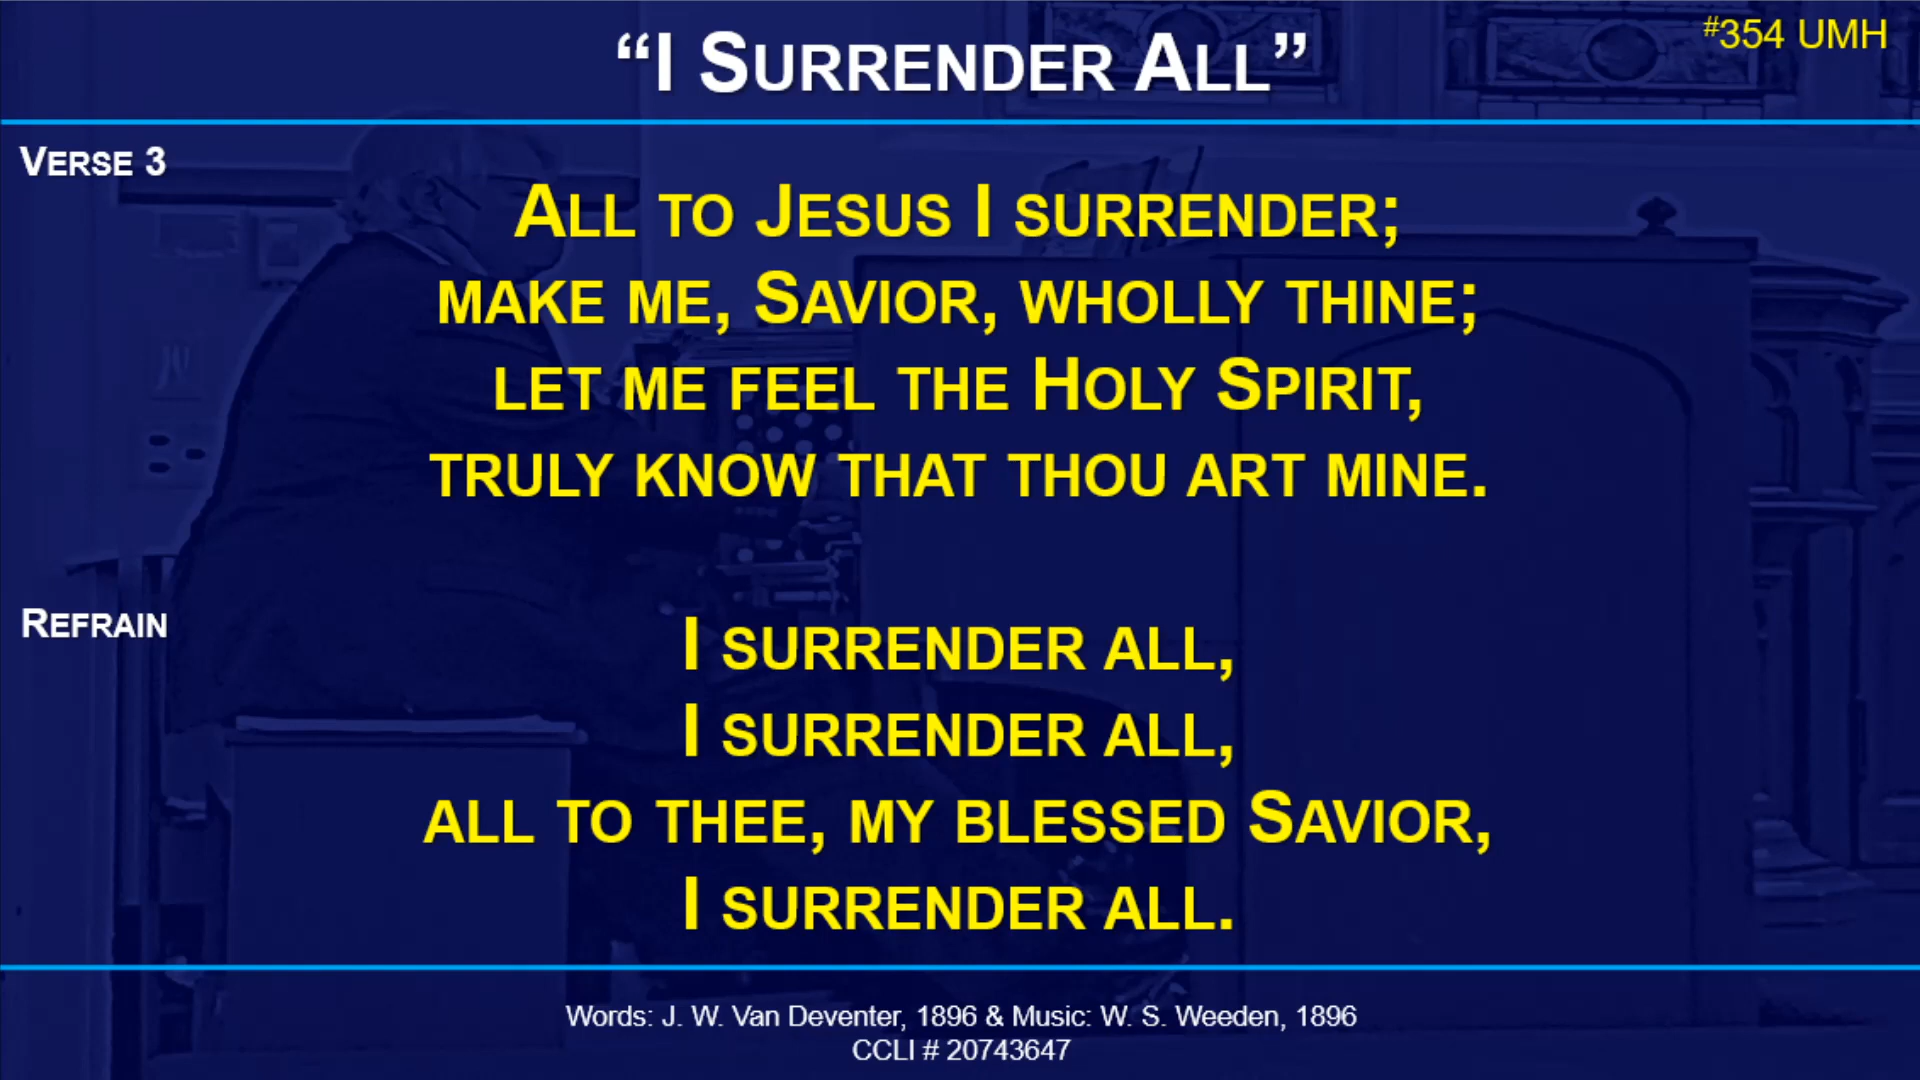 “I Surrender All”
#354 UMH
Verse 3
All to Jesus I surrender;
make me, Savior, wholly thine;
let me feel the Holy Spirit,
truly know that thou art mine.
Refrain
I surrender all,
I surrender all,
all to thee, my blessed Savior,
I surrender all.
Words: J. W. Van Deventer, 1896 & Music: W. S. Weeden, 1896
CCLI # 20743647